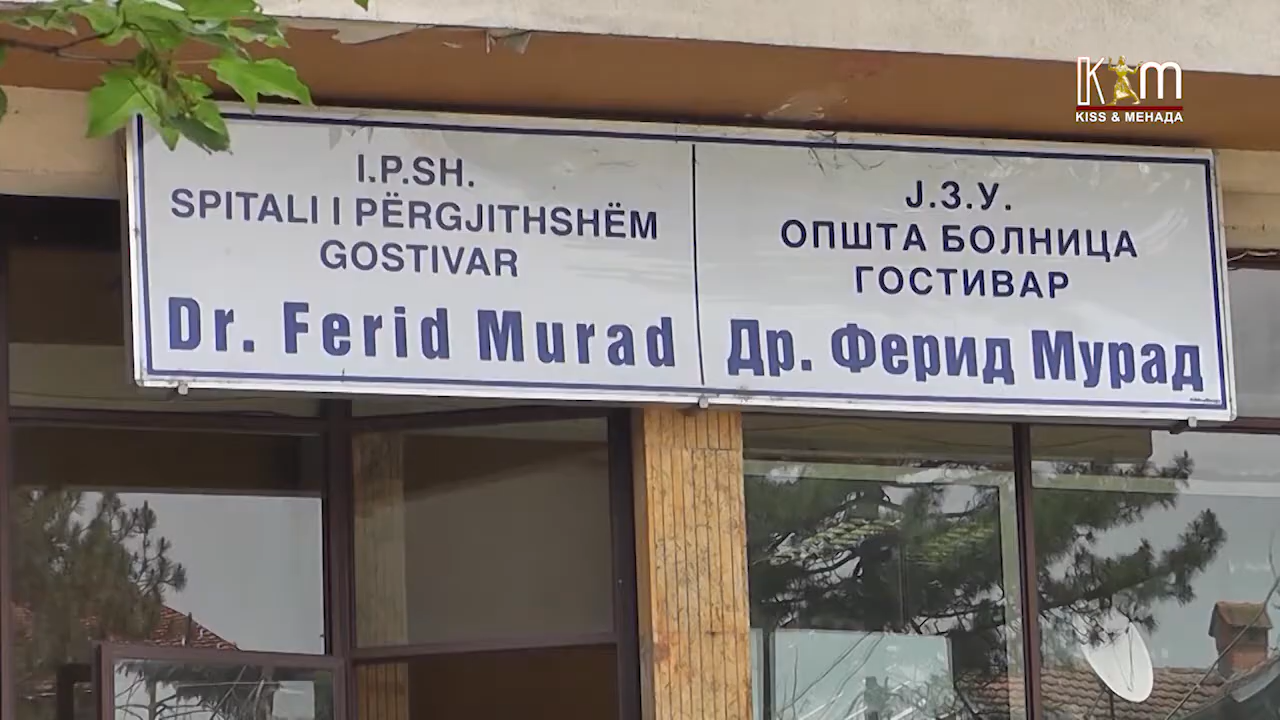 I.P.SH.
SPITALI I PËRGJITHSHËM
GOSTIVAR
Dr. Ferid Murad
Ј.З.У.
ОПШТА БОЛНИЦА
ГОСТИВАР
Др. Ферид Мурад
K m
KISS & МЕНАДА